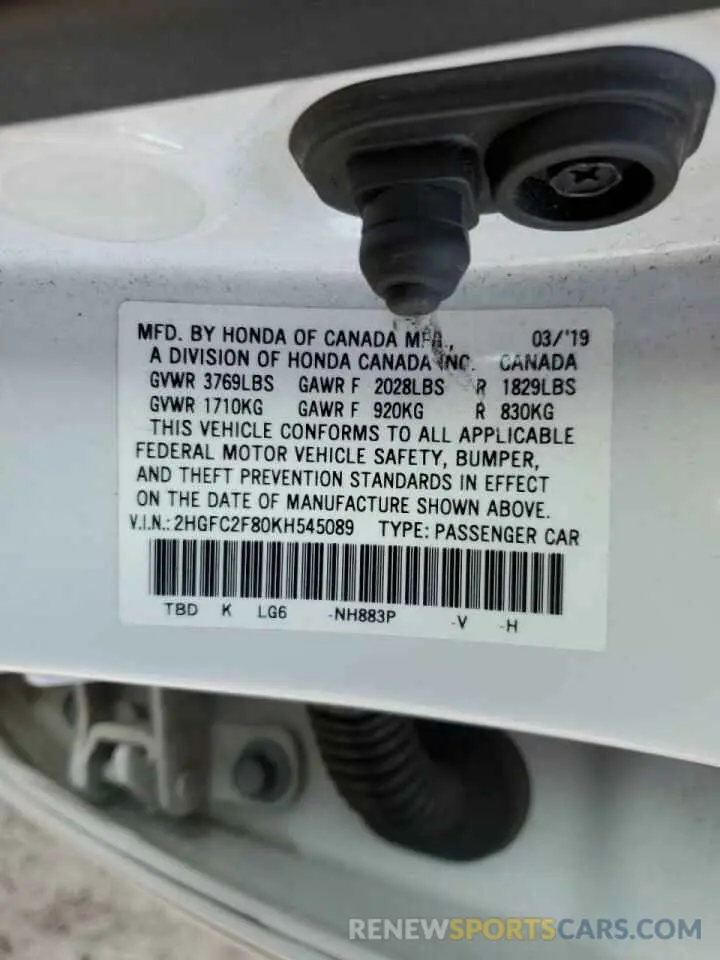 MFD. BY HONDA OF CANADA MFG., 03/'19
A DIVISION OF HONDA CANADA INC. CANADA
GVWR 3769LBS GAWR F 2028LBS R 1829LBS
GVWR 1710KG GAWR F 920KG R 830KG
THIS VEHICLE CONFORMS TO ALL APPLICABLE
FEDERAL MOTOR VEHICLE SAFETY, BUMPER,
AND THEFT PREVENTION STANDARDS IN EFFECT
ON THE DATE OF MANUFACTURE SHOWN ABOVE.
V.I.N.: 2HGFC2F80KH545089 TYPE: PASSENGER CAR
TBD K LG6 -NH883P -V -H
RENEWSPORTSCARS.COM